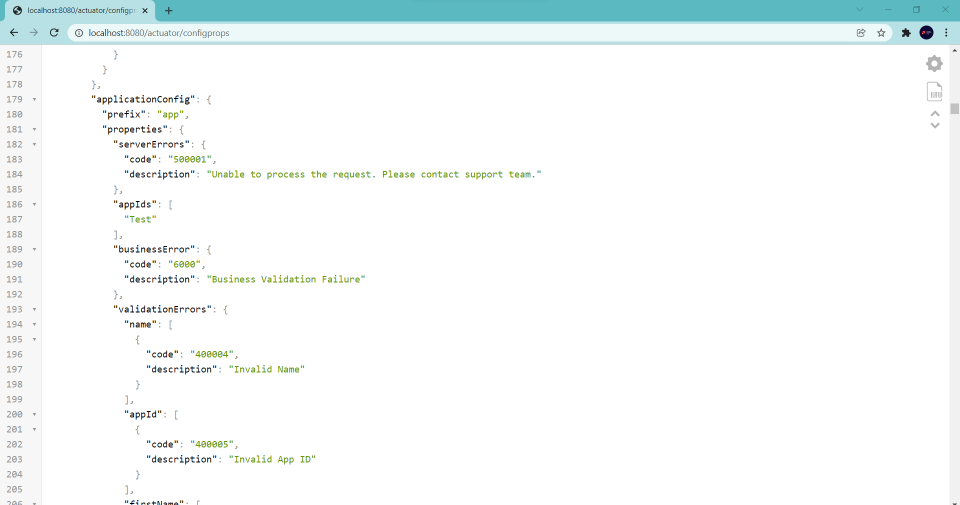 localhost:8080/actuator/configpr
localhost:8080/actuator/configprops
176 }
177 }
178 },
179 "applicationConfig": {
180 "prefix": "app",
181 "properties": {
182 "serverErrors": {
183 "code": "500001",
184 "description": "Unable to process the request. Please contact support team."
185 },
186 "appIds": [
187 "Test"
188 ],
189 "businessError": {
190 "code": "6000",
191 "description": "Business Validation Failure"
192 },
193 "validationErrors": {
194 "name": [
195 {
196 "code": "400004",
197 "description": "Invalid Name"
198 }
199 ],
200 "appId": [
201 {
202 "code": "400005",
203 "description": "Invalid App ID"
204 }
205 ],
206 "firstName": [